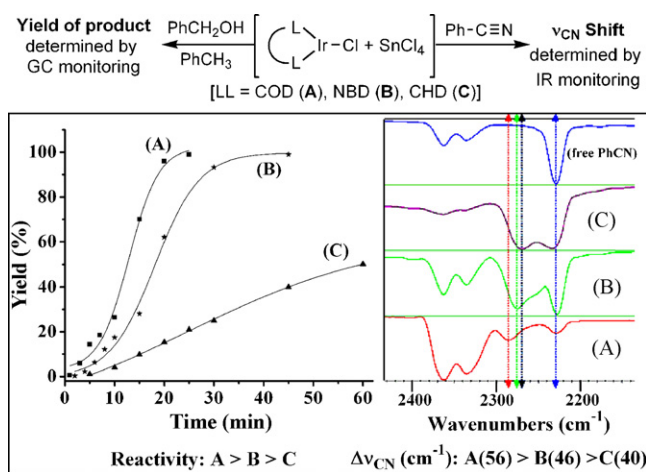 Yield of product
determined by
GC monitoring
PhCH₂OH
PhCH₃
L
L
Ir–Cl + SnCl₄
Ph–C≡N
νCN Shift
determined by
IR monitoring
[LL = COD (A), NBD (B), CHD (C)]
Yield (%)
100
80
60
40
20
0
(A)
(B)
(C)
0 10 20 30 40 50 60
Time (min)
(free PhCN)
(C)
(B)
(A)
2400 2300 2200
Wavenumbers (cm⁻¹)
Reactivity: A > B > C
ΔνCN (cm⁻¹): A(56) > B(46) >C(40)